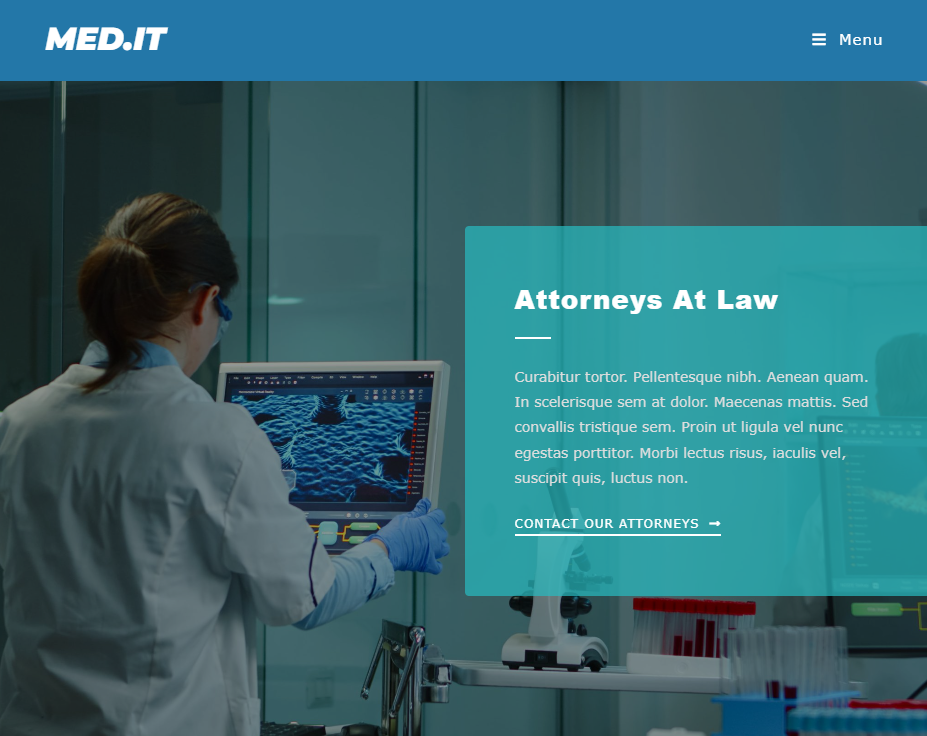 MED.IT
Menu
Attorneys At Law
Curabitur tortor. Pellentesque nibh. Aenean quam.
In scelerisque sem at dolor. Maecenas mattis. Sed
convallis tristique sem. Proin ut ligula vel nunc
egestas porttitor. Morbi lectus risus, iaculis vel,
suscipit quis, luctus non.
CONTACT OUR ATTORNEYS